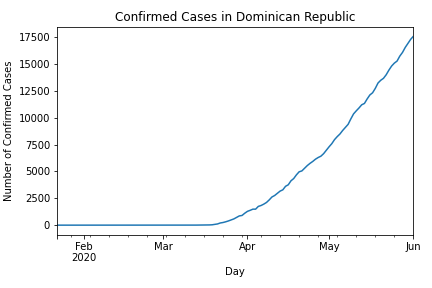 Confirmed Cases in Dominican Republic
17500
15000
12500
10000
7500
5000
2500
0
Number of Confirmed Cases
Feb
2020
Mar
Apr
May
Jun
Day